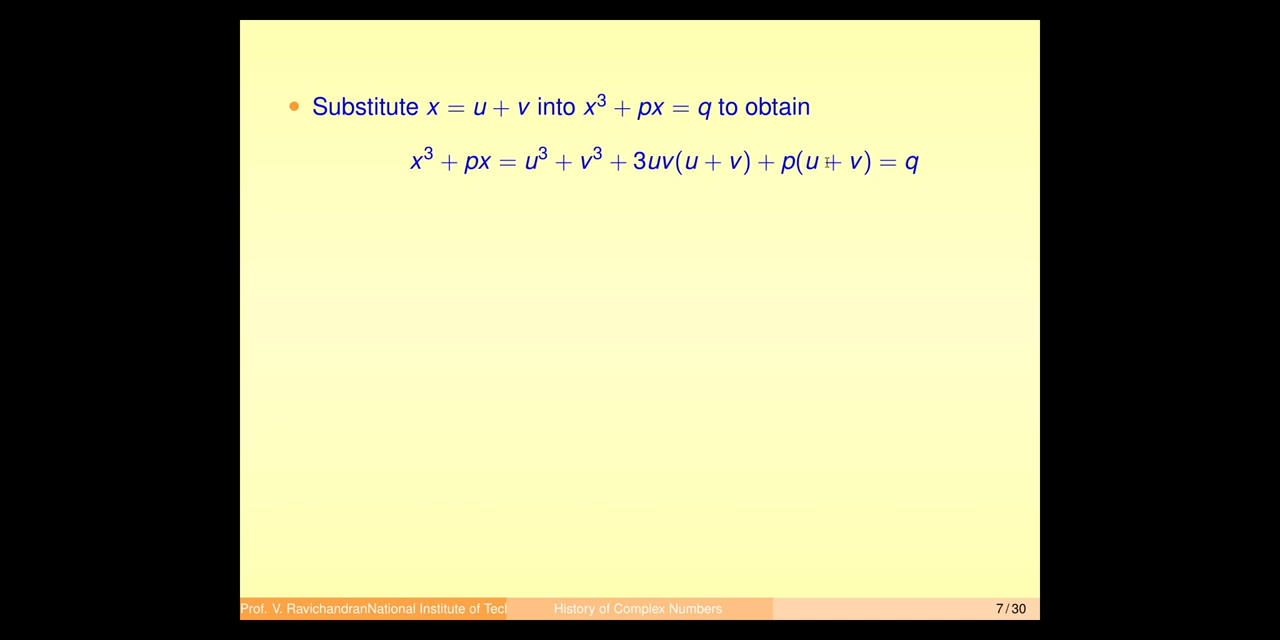 Substitute x = u + v into x³ + px = q to obtain
x³ + px = u³ + v³ + 3uv(u + v) + p(u + v) = q
Prof. V. RavichandranNational Institute of Tecl History of Complex Numbers 7 / 30